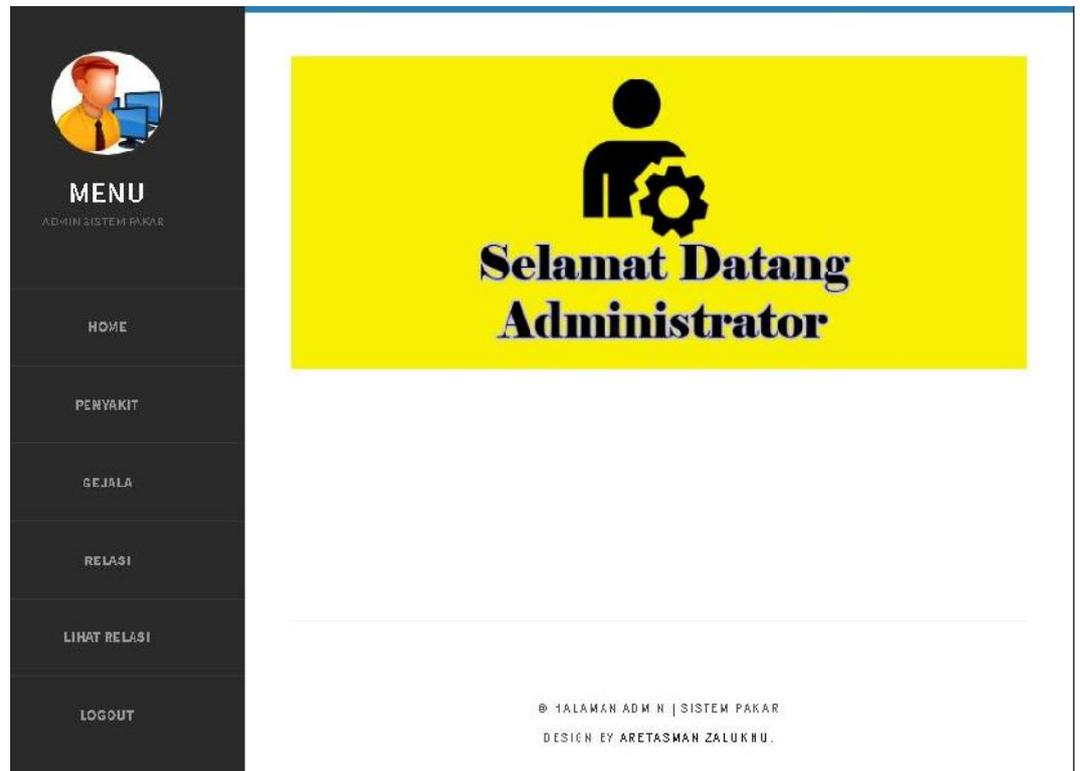 MENU
ADMIN SISTEM PAKAR
HOME
PENYAKIT
GEJALA
RELASI
LIHAT RELASI
LOGOUT
Selamat Datang
Administrator
© HALAMAN ADMIN | SISTEM PAKAR
DESIGN BY ARETASMAN ZALUKHU.